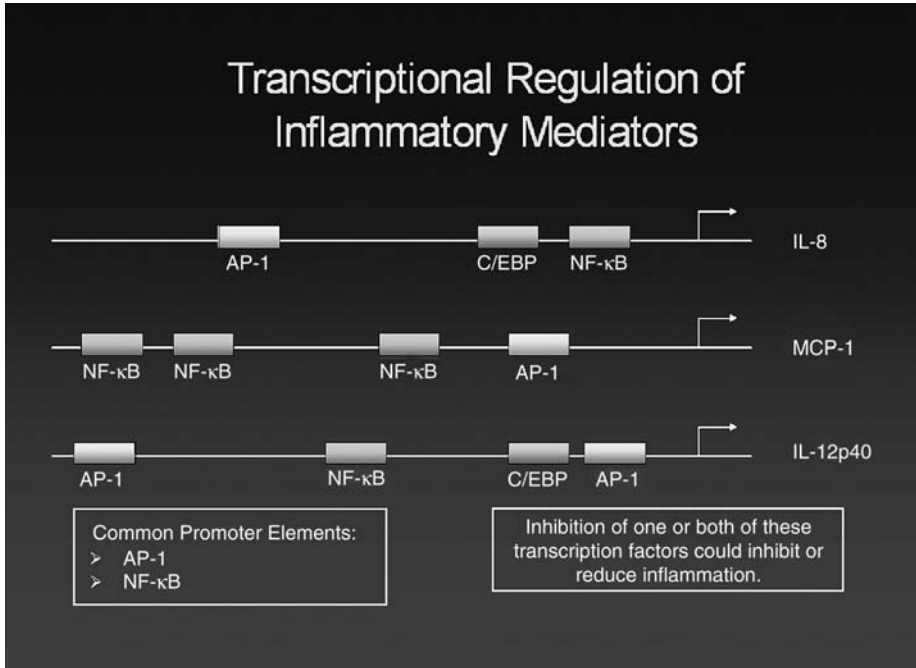 Transcriptional Regulation of
Inflammatory Mediators
AP-1
C/EBP
NF-κB
IL-8
NF-κB
NF-κB
NF-κB
AP-1
MCP-1
AP-1
NF-κB
C/EBP
AP-1
IL-12p40
Common Promoter Elements:
➢ AP-1
➢ NF-κB
Inhibition of one or both of these
transcription factors could inhibit or
reduce inflammation.